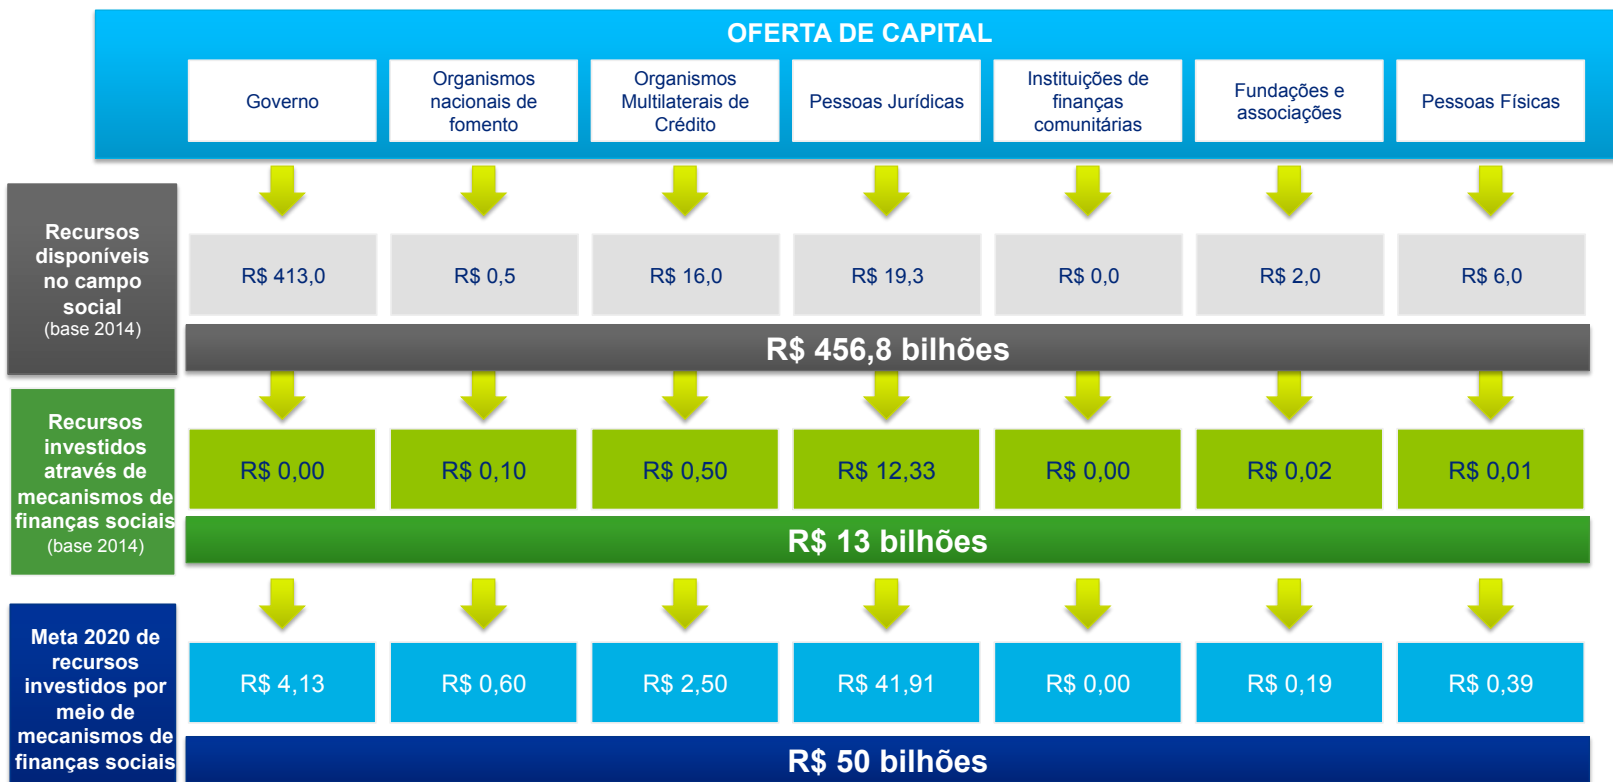 OFERTA DE CAPITAL
Governo
Organismos
nacionais de
fomento
Organismos
Multilaterais de
Crédito
Pessoas Jurídicas
Instituições de
finanças
comunitárias
Fundações e
associações
Pessoas Físicas
Recursos
disponíveis
no campo
social
(base 2014)
R$ 413,0
R$ 0,5
R$ 16,0
R$ 19,3
R$ 0,0
R$ 2,0
R$ 6,0
R$ 456,8 bilhões
Recursos
investidos
através de
mecanismos de
finanças sociais
(base 2014)
R$ 0,00
R$ 0,10
R$ 0,50
R$ 12,33
R$ 0,00
R$ 0,02
R$ 0,01
R$ 13 bilhões
Meta 2020 de
recursos
investidos por
meio de
mecanismos de
finanças sociais
R$ 4,13
R$ 0,60
R$ 2,50
R$ 41,91
R$ 0,00
R$ 0,19
R$ 0,39
R$ 50 bilhões